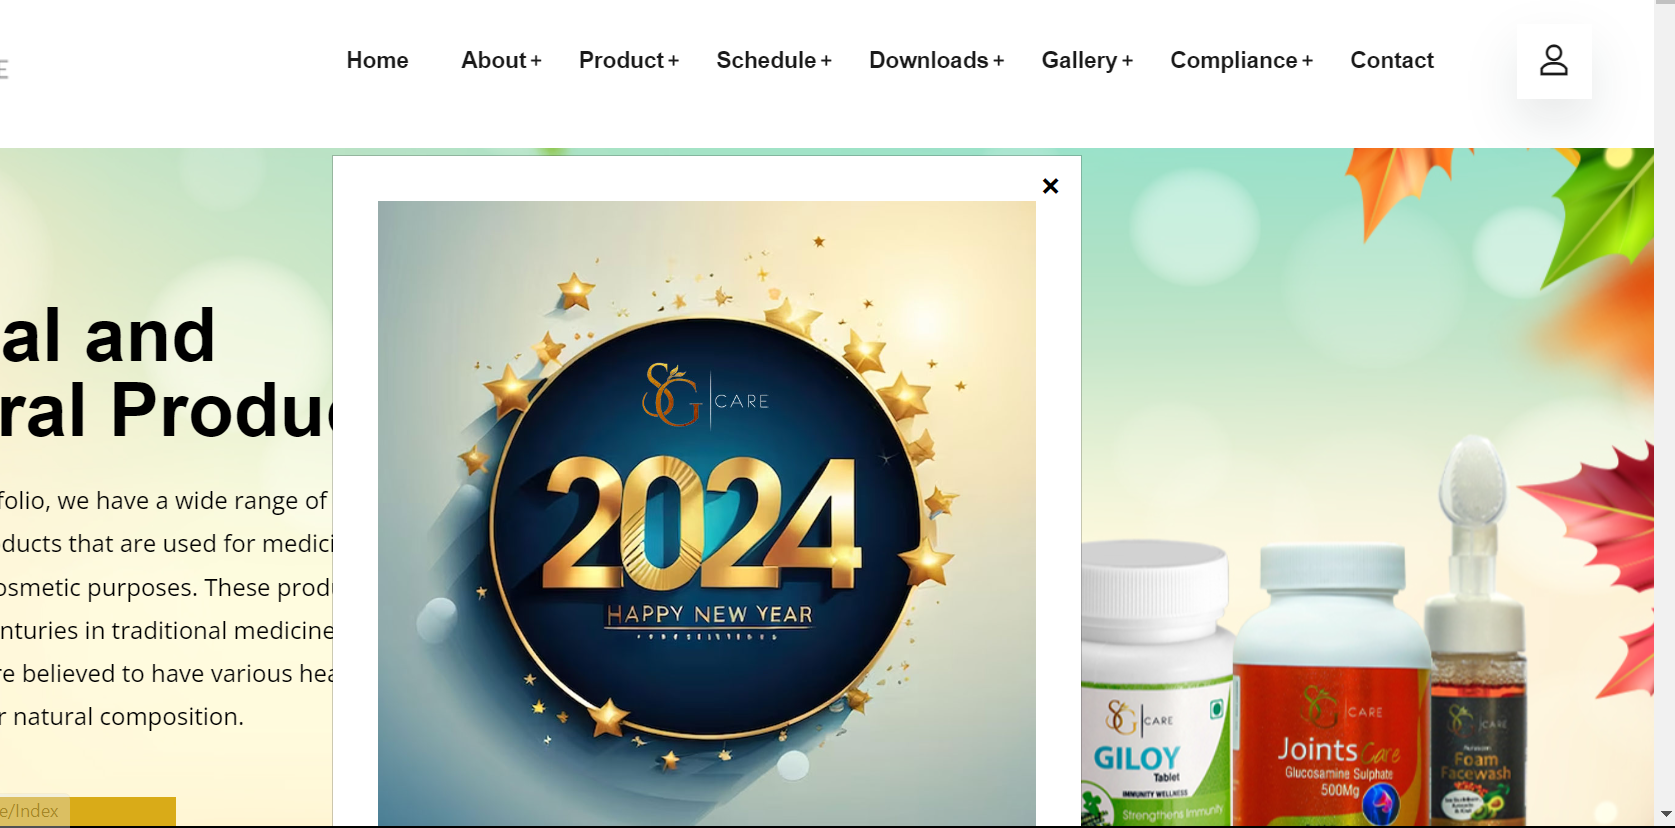 E
Home About + Product + Schedule + Downloads + Gallery + Compliance + Contact
×
al and
ral Produc
folio, we have a wide range of
ducts that are used for medici
osmetic purposes. These produ
nturies in traditional medicine
re believed to have various hea
r natural composition.
e/Index
SG CARE
2024
HAPPY NEW YEAR
SG CARE
GILOY
Tablet
IMMUNITY WELLNESS
Strengthens Immunity
SG CARE
Joints Care
Glucosamine Sulphate
500Mg
SG CARE
Foam
Facewash